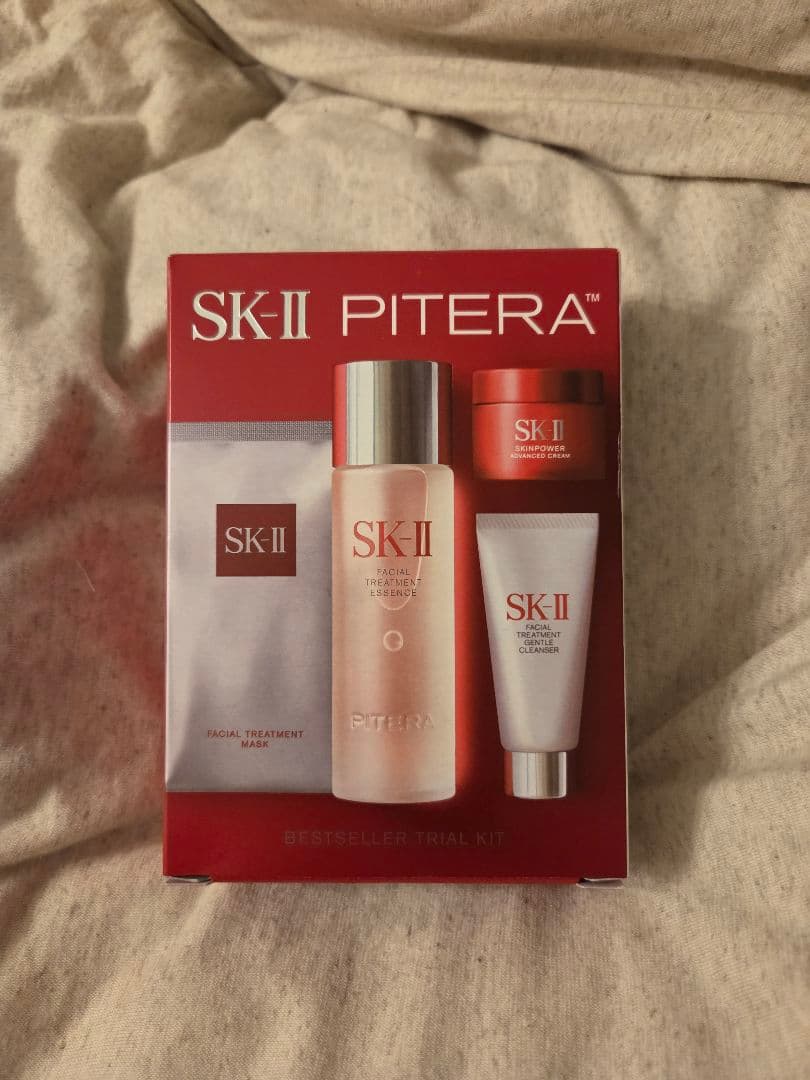 SK-II PITERA™
SK-II
FACIAL TREATMENT
MASK
SK-II
FACIAL
TREATMENT
ESSENCE
PITERA
SK-II
SKINPOWER
ADVANCED CREAM
SK-II
FACIAL
TREATMENT
GENTLE
CLEANSER
BESTSELLER TRIAL KIT